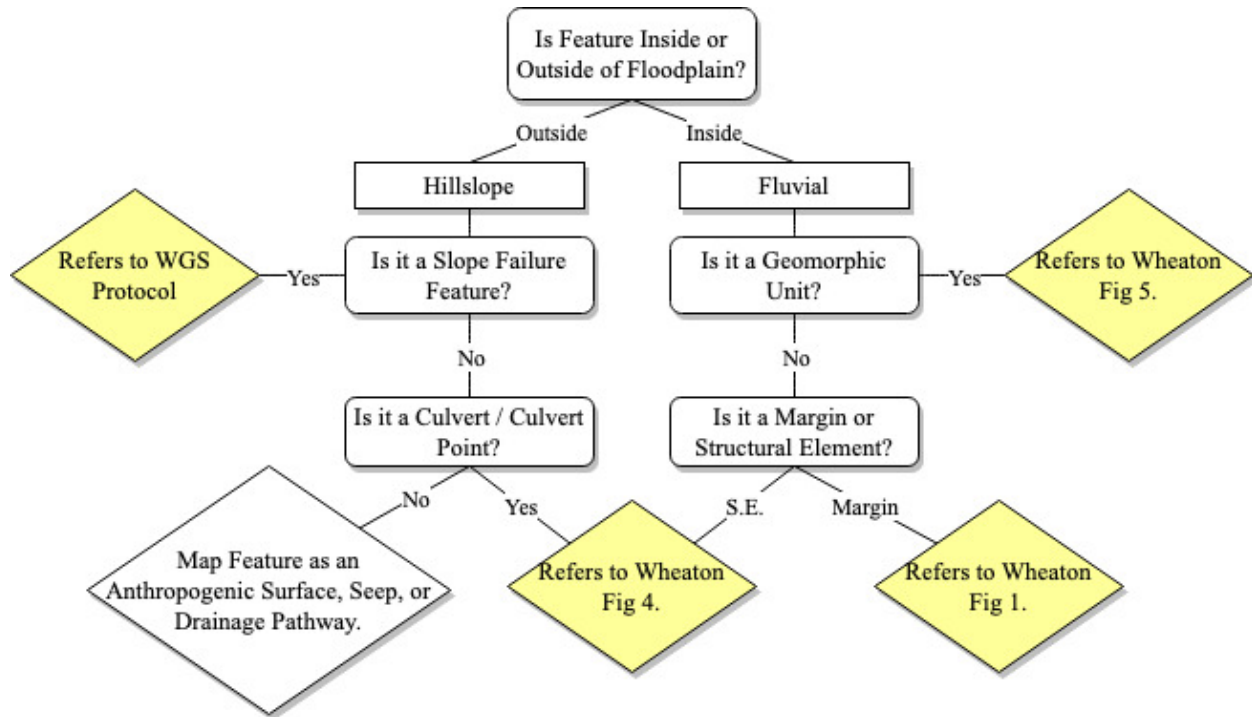 Is Feature Inside or
Outside of Floodplain?
Outside
Inside
Hillslope
Fluvial
Refers to WGS
Protocol
Yes
Is it a Slope Failure
Feature?
Is it a Geomorphic
Unit?
Yes
Refers to Wheaton
Fig 5.
No
No
Is it a Culvert / Culvert
Point?
Is it a Margin or
Structural Element?
No
Yes
S.E.
Margin
Map Feature as an
Anthropogenic Surface, Seep, or
Drainage Pathway.
Refers to Wheaton
Fig 4.
Refers to Wheaton
Fig 1.